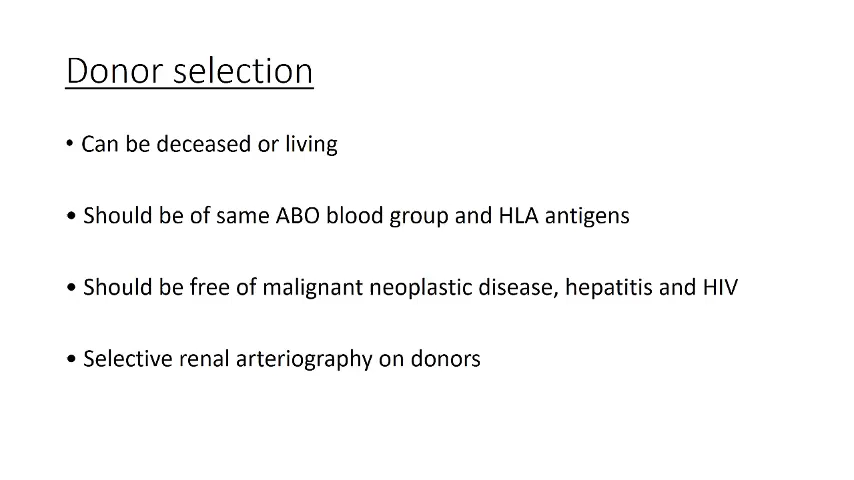 Donor selection
• Can be deceased or living
• Should be of same ABO blood group and HLA antigens
• Should be free of malignant neoplastic disease, hepatitis and HIV
• Selective renal arteriography on donors